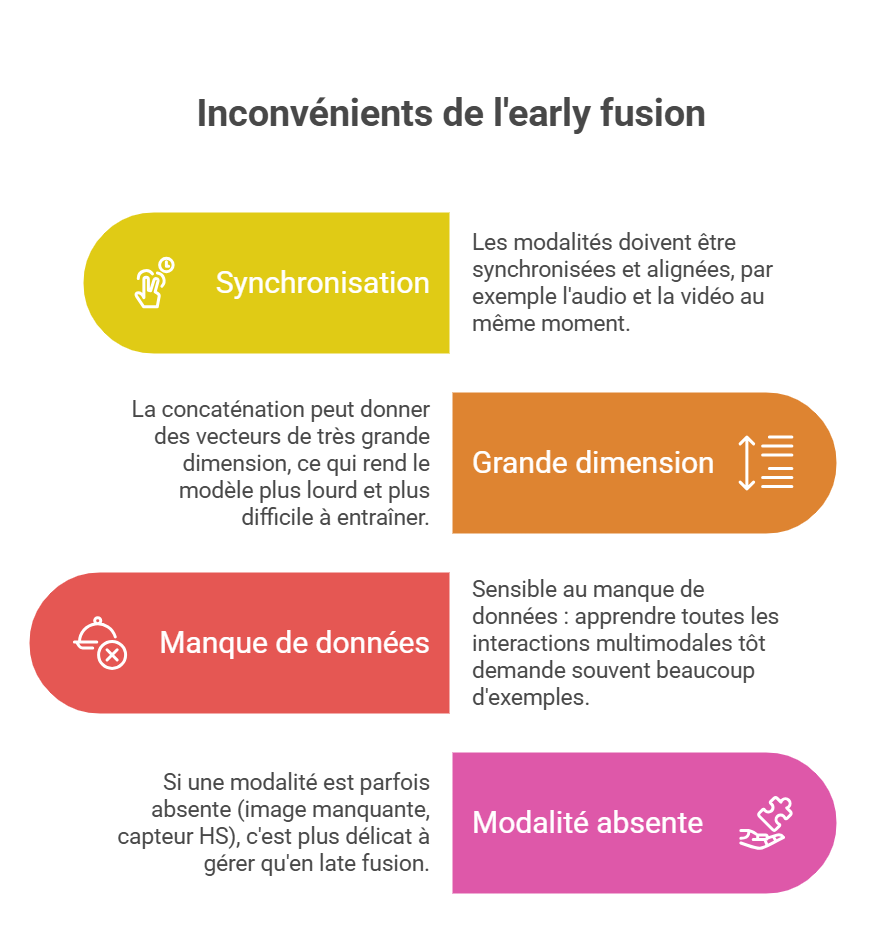 Inconvénients de l'early fusion
Synchronisation
Les modalités doivent être
synchronisées et alignées, par
exemple l'audio et la vidéo au
même moment.
La concaténation peut donner
des vecteurs de très grande
dimension, ce qui rend le
modèle plus lourd et plus
difficile à entraîner.
Grande dimension
Manque de données
Sensible au manque de
données : apprendre toutes les
interactions multimodales tôt
demande souvent beaucoup
d'exemples.
Si une modalité est parfois
absente (image manquante,
capteur HS), c'est plus délicat à
gérer qu'en late fusion.
Modalité absente